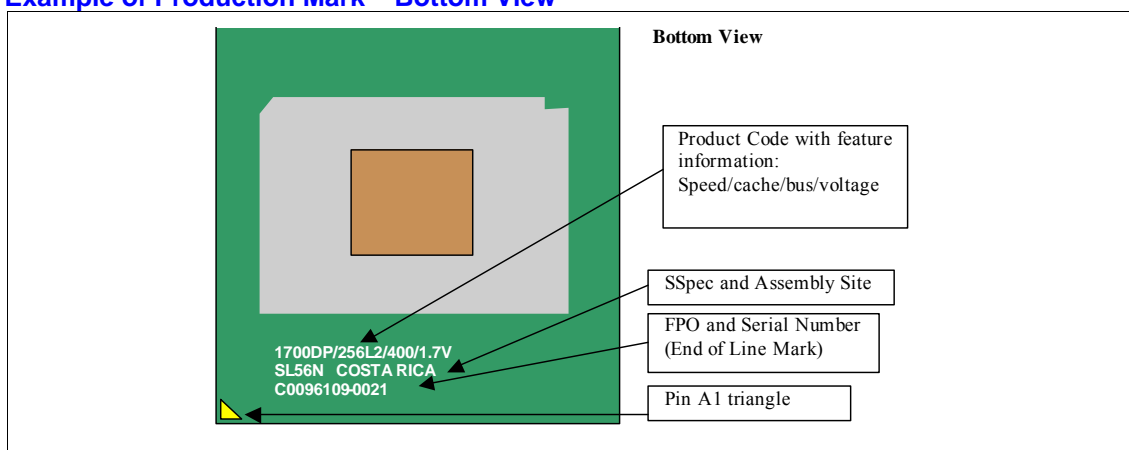 Example of Production Mark – Bottom View
Bottom View
Product Code with feature
information:
Speed/cache/bus/voltage
SSpec and Assembly Site
FPO and Serial Number
(End of Line Mark)
Pin A1 triangle
1700DP/256L2/400/1.7V
SL56N COSTA RICA
C0096109-0021